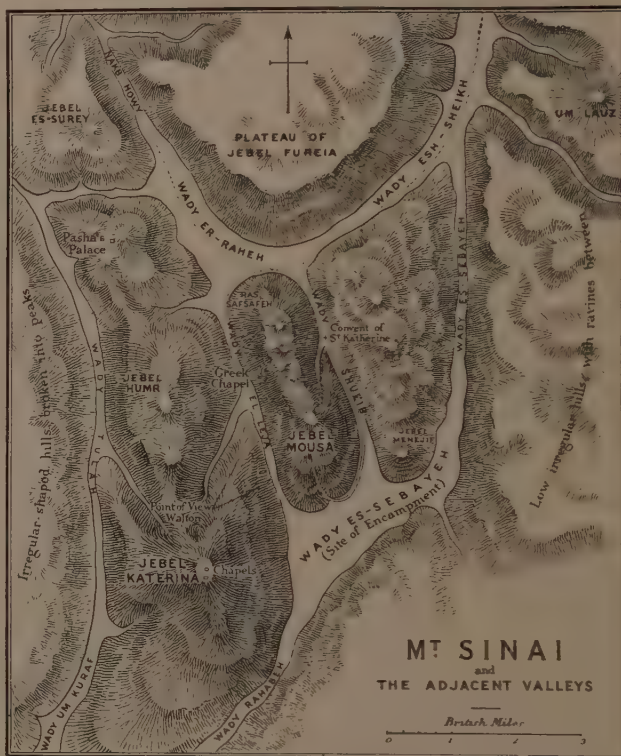 NAKB HOWY
JEBEL
ES-SUREY
PLATEAU OF
JEBEL FUREIA
UM LAUZ
WADY ESH-SHEIKH
WADY ER-RAHEH
Pasha's
Palace
RAS
SAFSAFEH
WADY
Convent of
St. Katherine
SHUEIB
WADY ES SEBAYEH
Irregular-shaped hills broken into peaks
WADY TULAH
JEBEL
HUMR
Greek
Chapel
WADY EL LEJA
JEBEL
MOUSA
JEBEL
MENEJIE
Low irregular hills with ravines between
Point of View
Walton
JEBEL
KATERINA
Chapels
WADY ES-SEBAYEH
(Site of Encampment)
WADY UM KURAF
WADY RAHABEH
MT SINAI
and
THE ADJACENT VALLEYS
British Miles
0 1 2 3